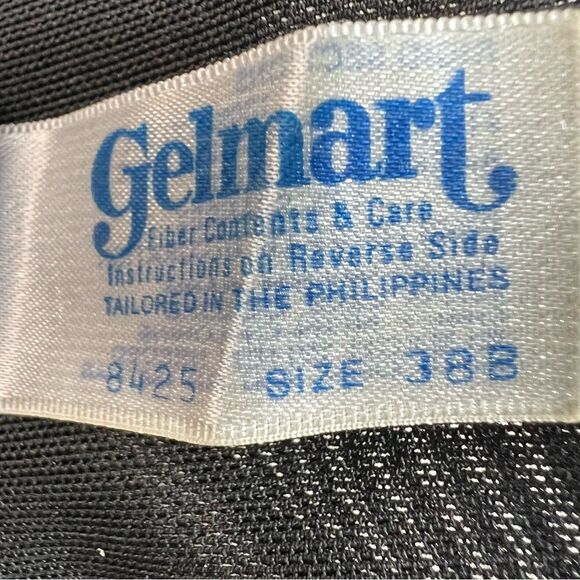 Gelmart
Fiber Contents & Care
Instructions on Reverse Side
TAILORED IN THE PHILIPPINES
8425 SIZE 38B